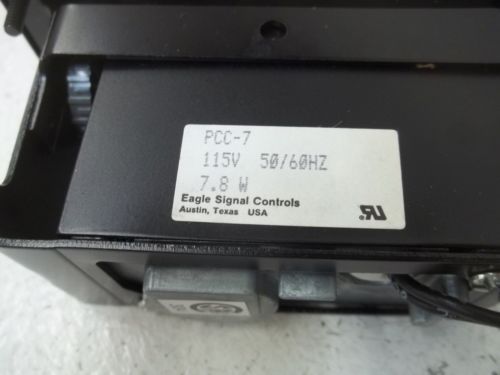 PCC-7
115V 50/60HZ
7.8 W
Eagle Signal Controls
Austin, Texas USA